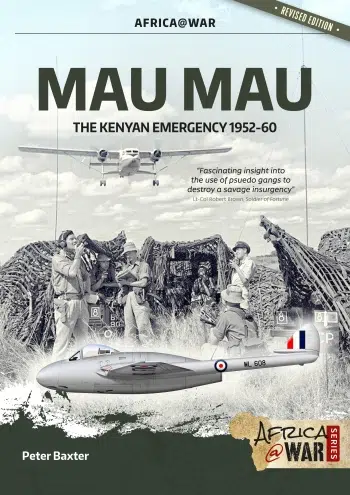 • REVISED EDITION •
AFRICA@WAR
MAU MAU
THE KENYAN EMERGENCY 1952-60
"Fascinating insight into
the use of psuedo gangs to
destroy a savage insurgency"
Lt-Col Robert Brown, Soldier of Fortune
WL 608
Peter Baxter
AFRICA
@WAR
SERIES